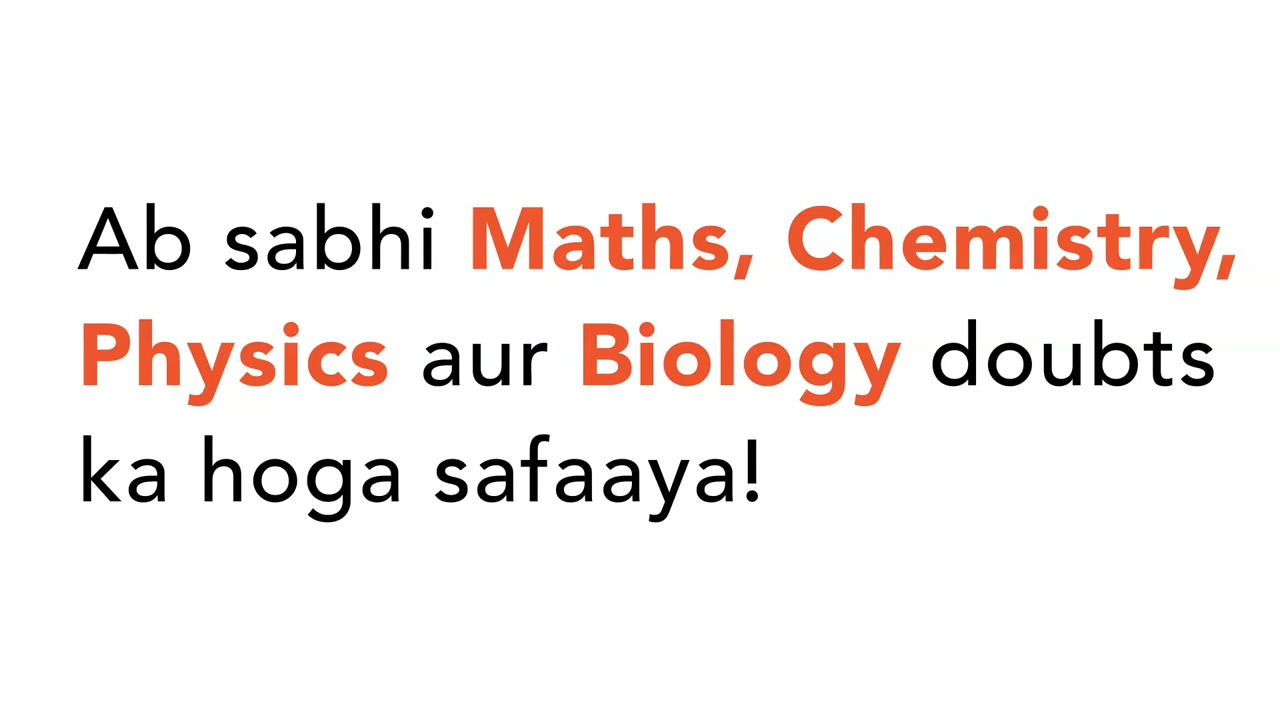 Ab sabhi Maths, Chemistry,
Physics aur Biology doubts
ka hoga safaaya!